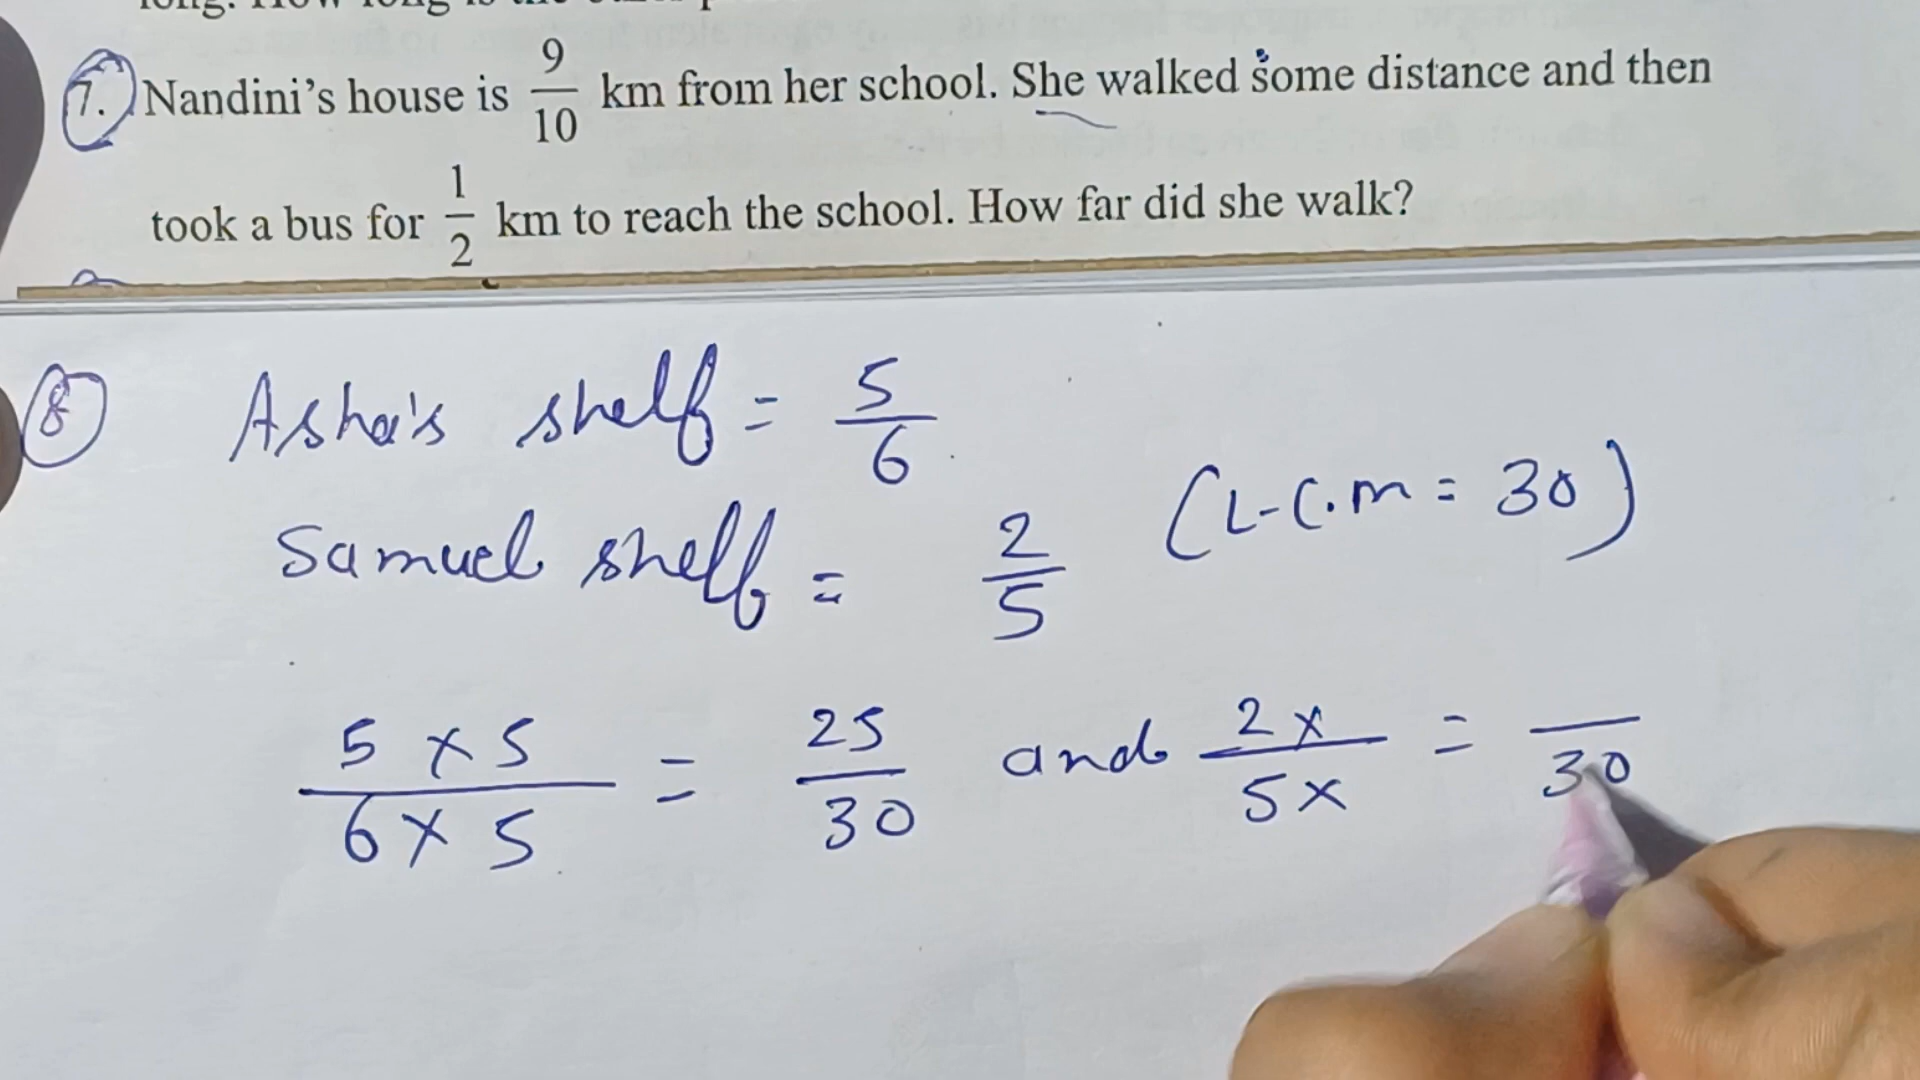 7. Nandini's house is 9/10 km from her school. She walked some distance and then
took a bus for 1/2 km to reach the school. How far did she walk?
8 Asha's shelf = 5/6
Samuel shelf = 2/5 (L.C.M = 30)
5 × 5 / 6 × 5 = 25/30 and 2 × / 5 × = /30